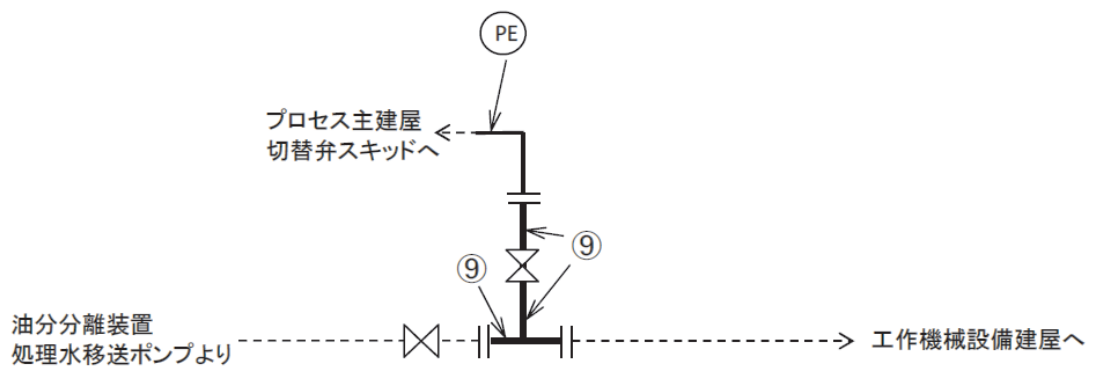 PE
プロセス主建屋
切替弁スキッドへ
⑨
⑨
油分分離装置
処理水移送ポンプより
工作機械設備建屋へ